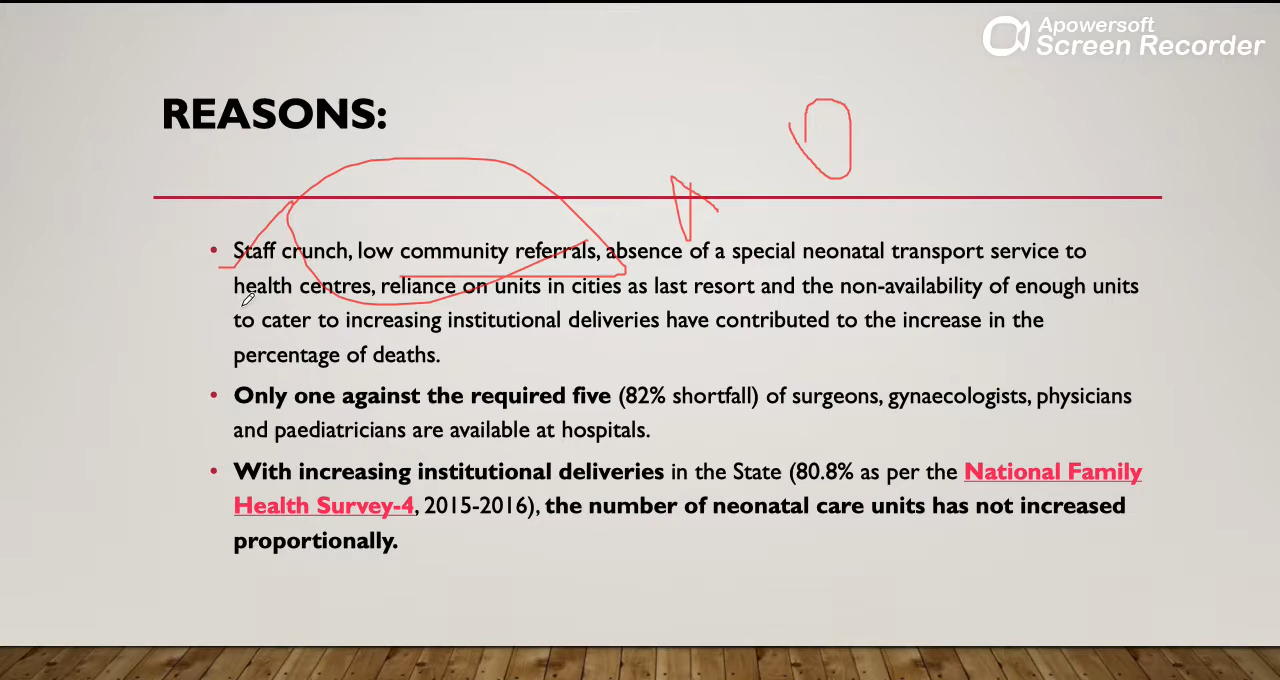 Apowersoft
Screen Recorder
REASONS:
• Staff crunch, low community referrals, absence of a special neonatal transport service to
health centres, reliance on units in cities as last resort and the non-availability of enough units
to cater to increasing institutional deliveries have contributed to the increase in the
percentage of deaths.
• Only one against the required five (82% shortfall) of surgeons, gynaecologists, physicians
and paediatricians are available at hospitals.
• With increasing institutional deliveries in the State (80.8% as per the National Family
Health Survey-4, 2015-2016), the number of neonatal care units has not increased
proportionally.